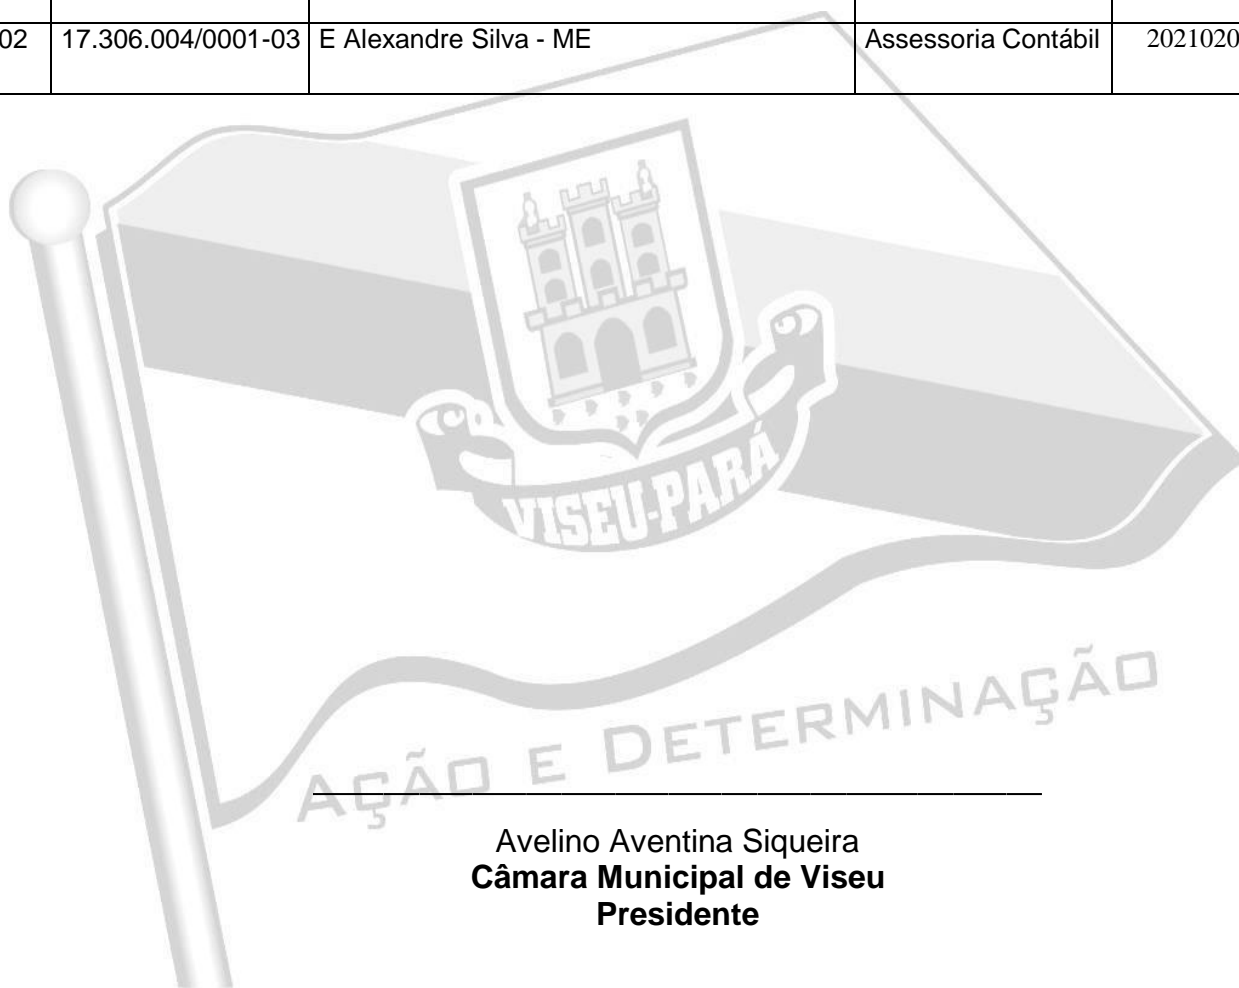 02 17.306.004/0001-03 E Alexandre Silva - ME Assessoria Contábil 2021020
VISEU-PARÁ
AÇÃO E DETERMINAÇÃO
Avelino Aventina Siqueira
Câmara Municipal de Viseu
Presidente